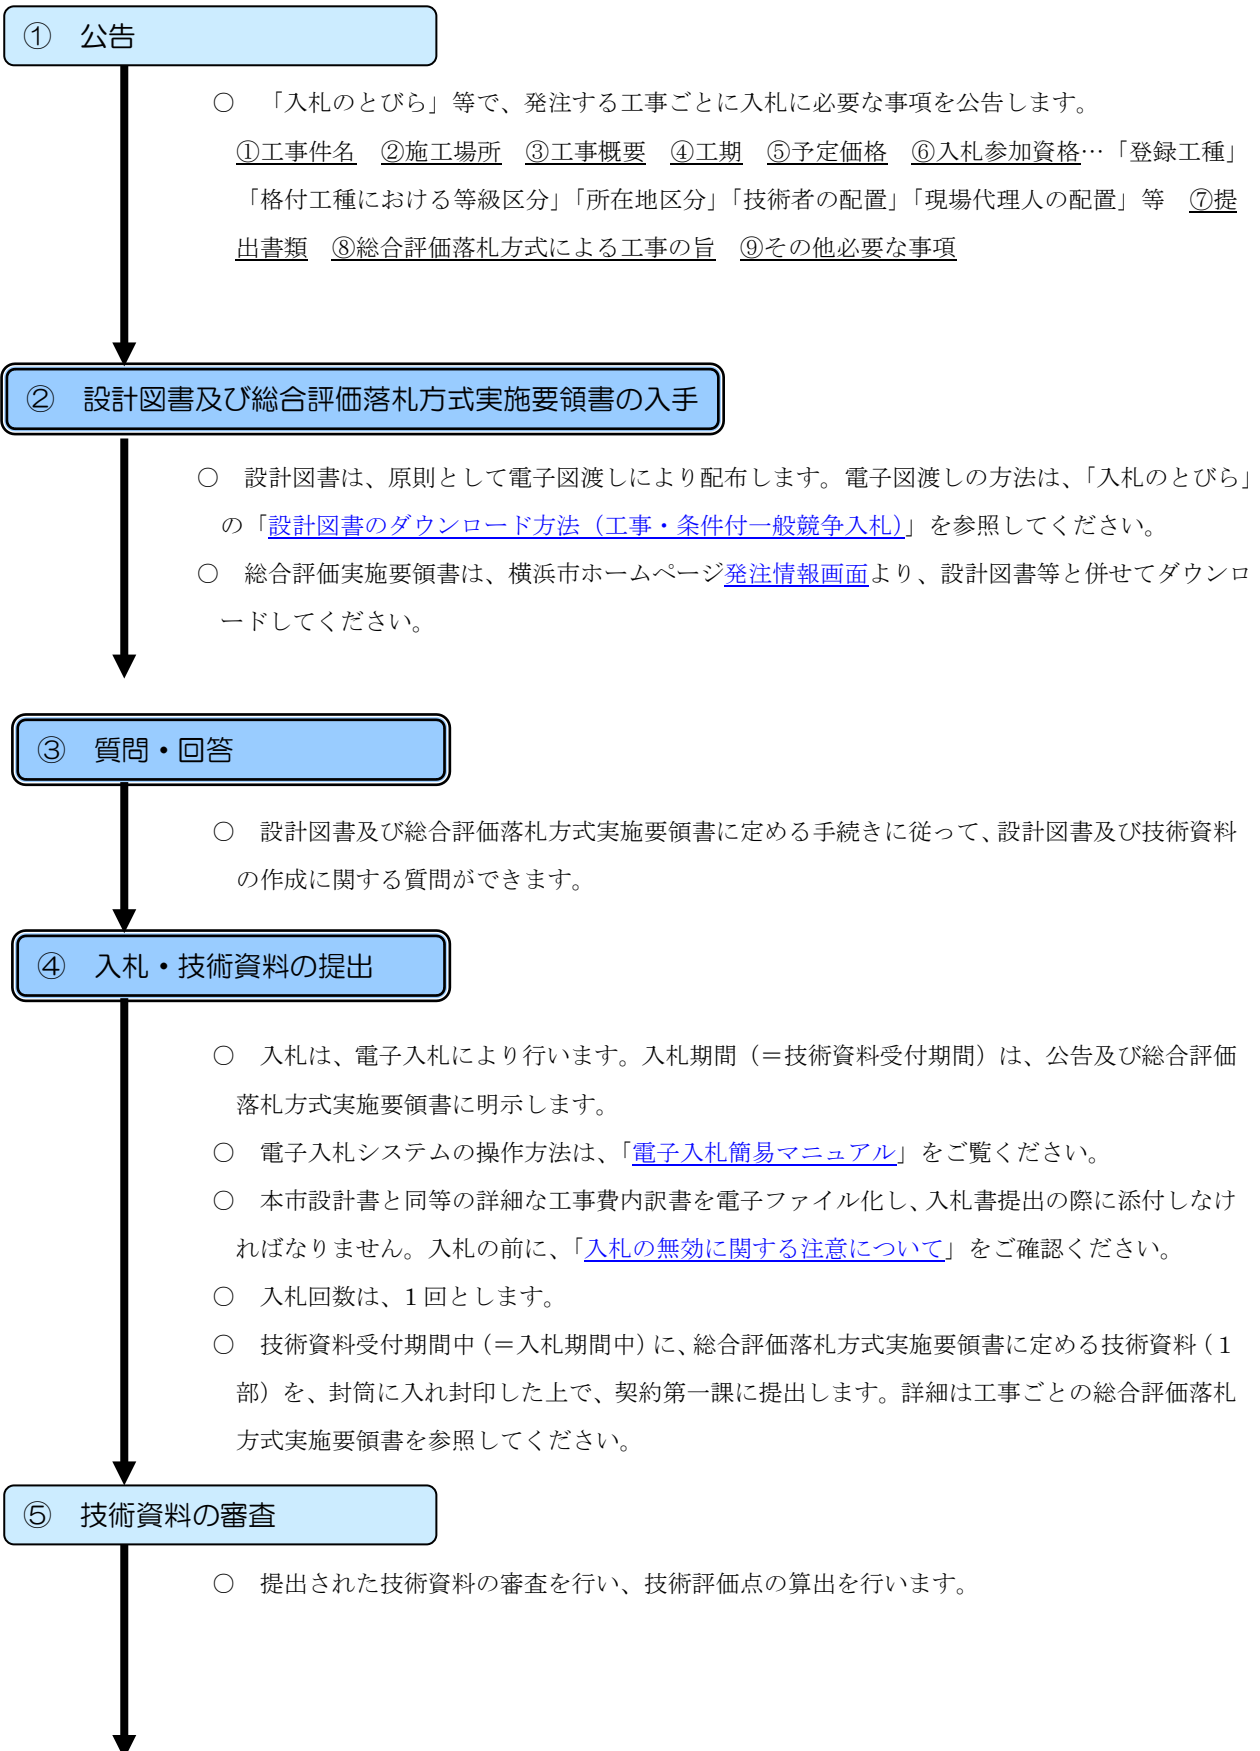 ①　公告
○　「入札のとびら」等で、発注する工事ごとに入札に必要な事項を公告します。
①工事件名　②施工場所　③工事概要　④工期　⑤予定価格　⑥入札参加資格…「登録工種」
「格付工種における等級区分」「所在地区分」「技術者の配置」「現場代理人の配置」等　⑦提
出書類　⑧総合評価落札方式による工事の旨　⑨その他必要な事項
②　設計図書及び総合評価落札方式実施要領書の入手
○　設計図書は、原則として電子図渡しにより配布します。電子図渡しの方法は、「入札のとびら」
の「設計図書のダウンロード方法（工事・条件付一般競争入札）」を参照してください。
○　総合評価実施要領書は、横浜市ホームページ発注情報画面より、設計図書等と併せてダウンロ
ードしてください。
③　質問・回答
○　設計図書及び総合評価落札方式実施要領書に定める手続きに従って、設計図書及び技術資料
の作成に関する質問ができます。
④　入札・技術資料の提出
○　入札は、電子入札により行います。入札期間（＝技術資料受付期間）は、公告及び総合評価
落札方式実施要領書に明示します。
○　電子入札システムの操作方法は、「電子入札簡易マニュアル」をご覧ください。
○　本市設計書と同等の詳細な工事費内訳書を電子ファイル化し、入札書提出の際に添付しなけ
ればなりません。入札の前に、「入札の無効に関する注意について」をご確認ください。
○　入札回数は、1 回とします。
○　技術資料受付期間中（＝入札期間中）に、総合評価落札方式実施要領書に定める技術資料（１
部）を、封筒に入れ封印した上で、契約第一課に提出します。詳細は工事ごとの総合評価落札
方式実施要領書を参照してください。
⑤　技術資料の審査
○　提出された技術資料の審査を行い、技術評価点の算出を行います。